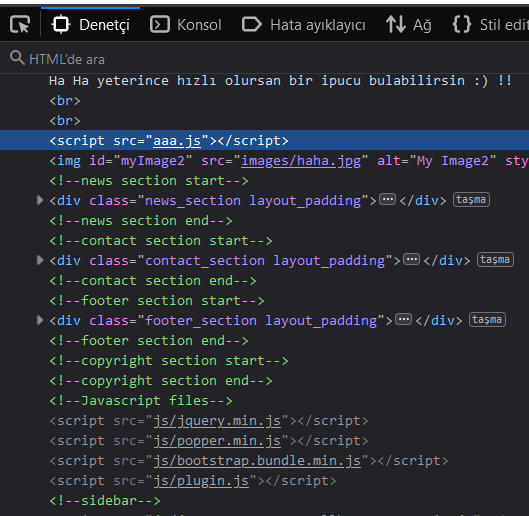 Denetçi Konsol Hata ayıklayıcı Ağ Stil edit
HTML'de ara
Ha Ha yeterince hızlı olursan bir ipucu bulabilirsin :) !!
<br>
<br>
<script src="aaa.js"></script>
<img id="myImage2" src="images/haha.jpg" alt="My Image2" sty
<!--news section start-->
<div class="news_section layout_padding"> ··· </div> taşma
<!--news section end-->
<!--contact section start-->
<div class="contact_section layout_padding"> ··· </div> taşma
<!--contact section end-->
<!--footer section start-->
<div class="footer_section layout_padding"> ··· </div> taşma
<!--footer section end-->
<!--copyright section start-->
<!--copyright section end-->
<!--Javascript files-->
<script src="js/jquery.min.js"></script>
<script src="js/popper.min.js"></script>
<script src="js/bootstrap.bundle.min.js"></script>
<script src="js/plugin.js"></script>
<!--sidebar-->